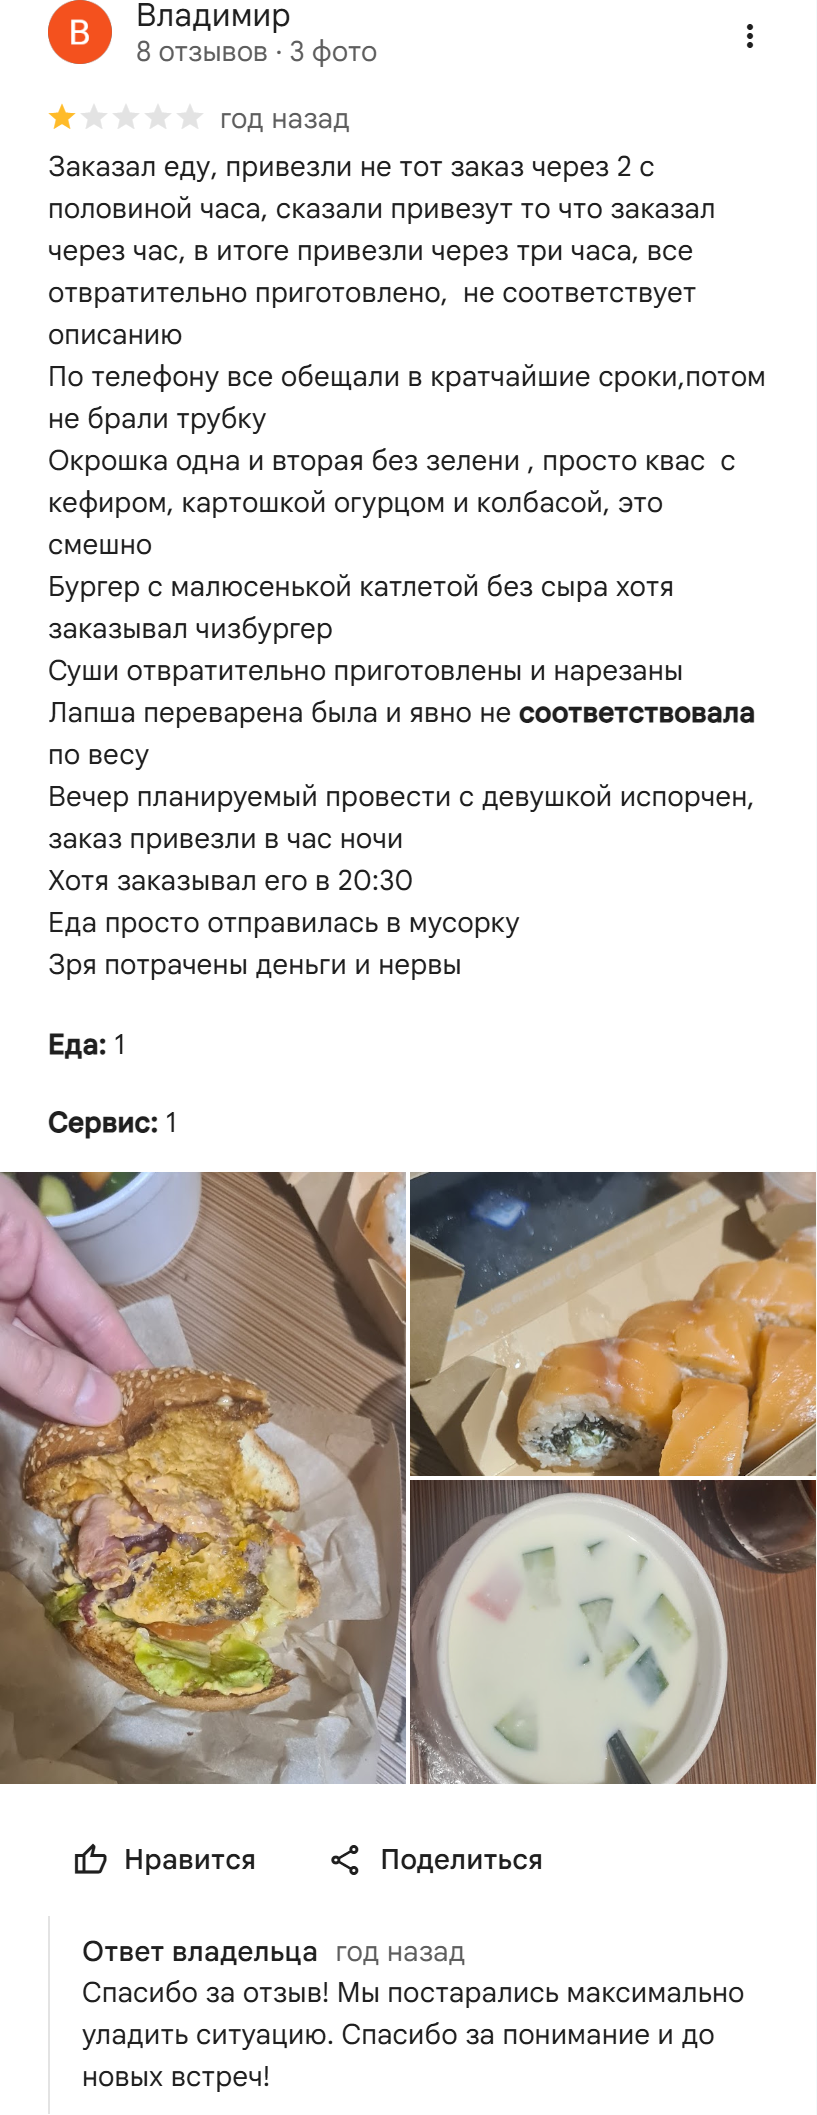 В
Владимир
8 отзывов · 3 фото
год назад
Заказал еду, привезли не тот заказ через 2 с
половиной часа, сказали привезут то что заказал
через час, в итоге привезли через три часа, все
отвратительно приготовлено,  не соответствует
описанию
По телефону все обещали в кратчайшие сроки,потом
не брали трубку
Окрошка одна и вторая без зелени , просто квас  с
кефиром, картошкой огурцом и колбасой, это
смешно
Бургер с малюсенькой катлетой без сыра хотя
заказывал чизбургер
Суши отвратительно приготовлены и нарезаны
Лапша переварена была и явно не соответствовала
по весу
Вечер планируемый провести с девушкой испорчен,
заказ привезли в час ночи
Хотя заказывал его в 20:30
Еда просто отправилась в мусорку
Зря потрачены деньги и нервы
Еда: 1
Сервис: 1
Нравится
Поделиться
Ответ владельца год назад
Спасибо за отзыв! Мы постарались максимально
уладить ситуацию. Спасибо за понимание и до
новых встреч!